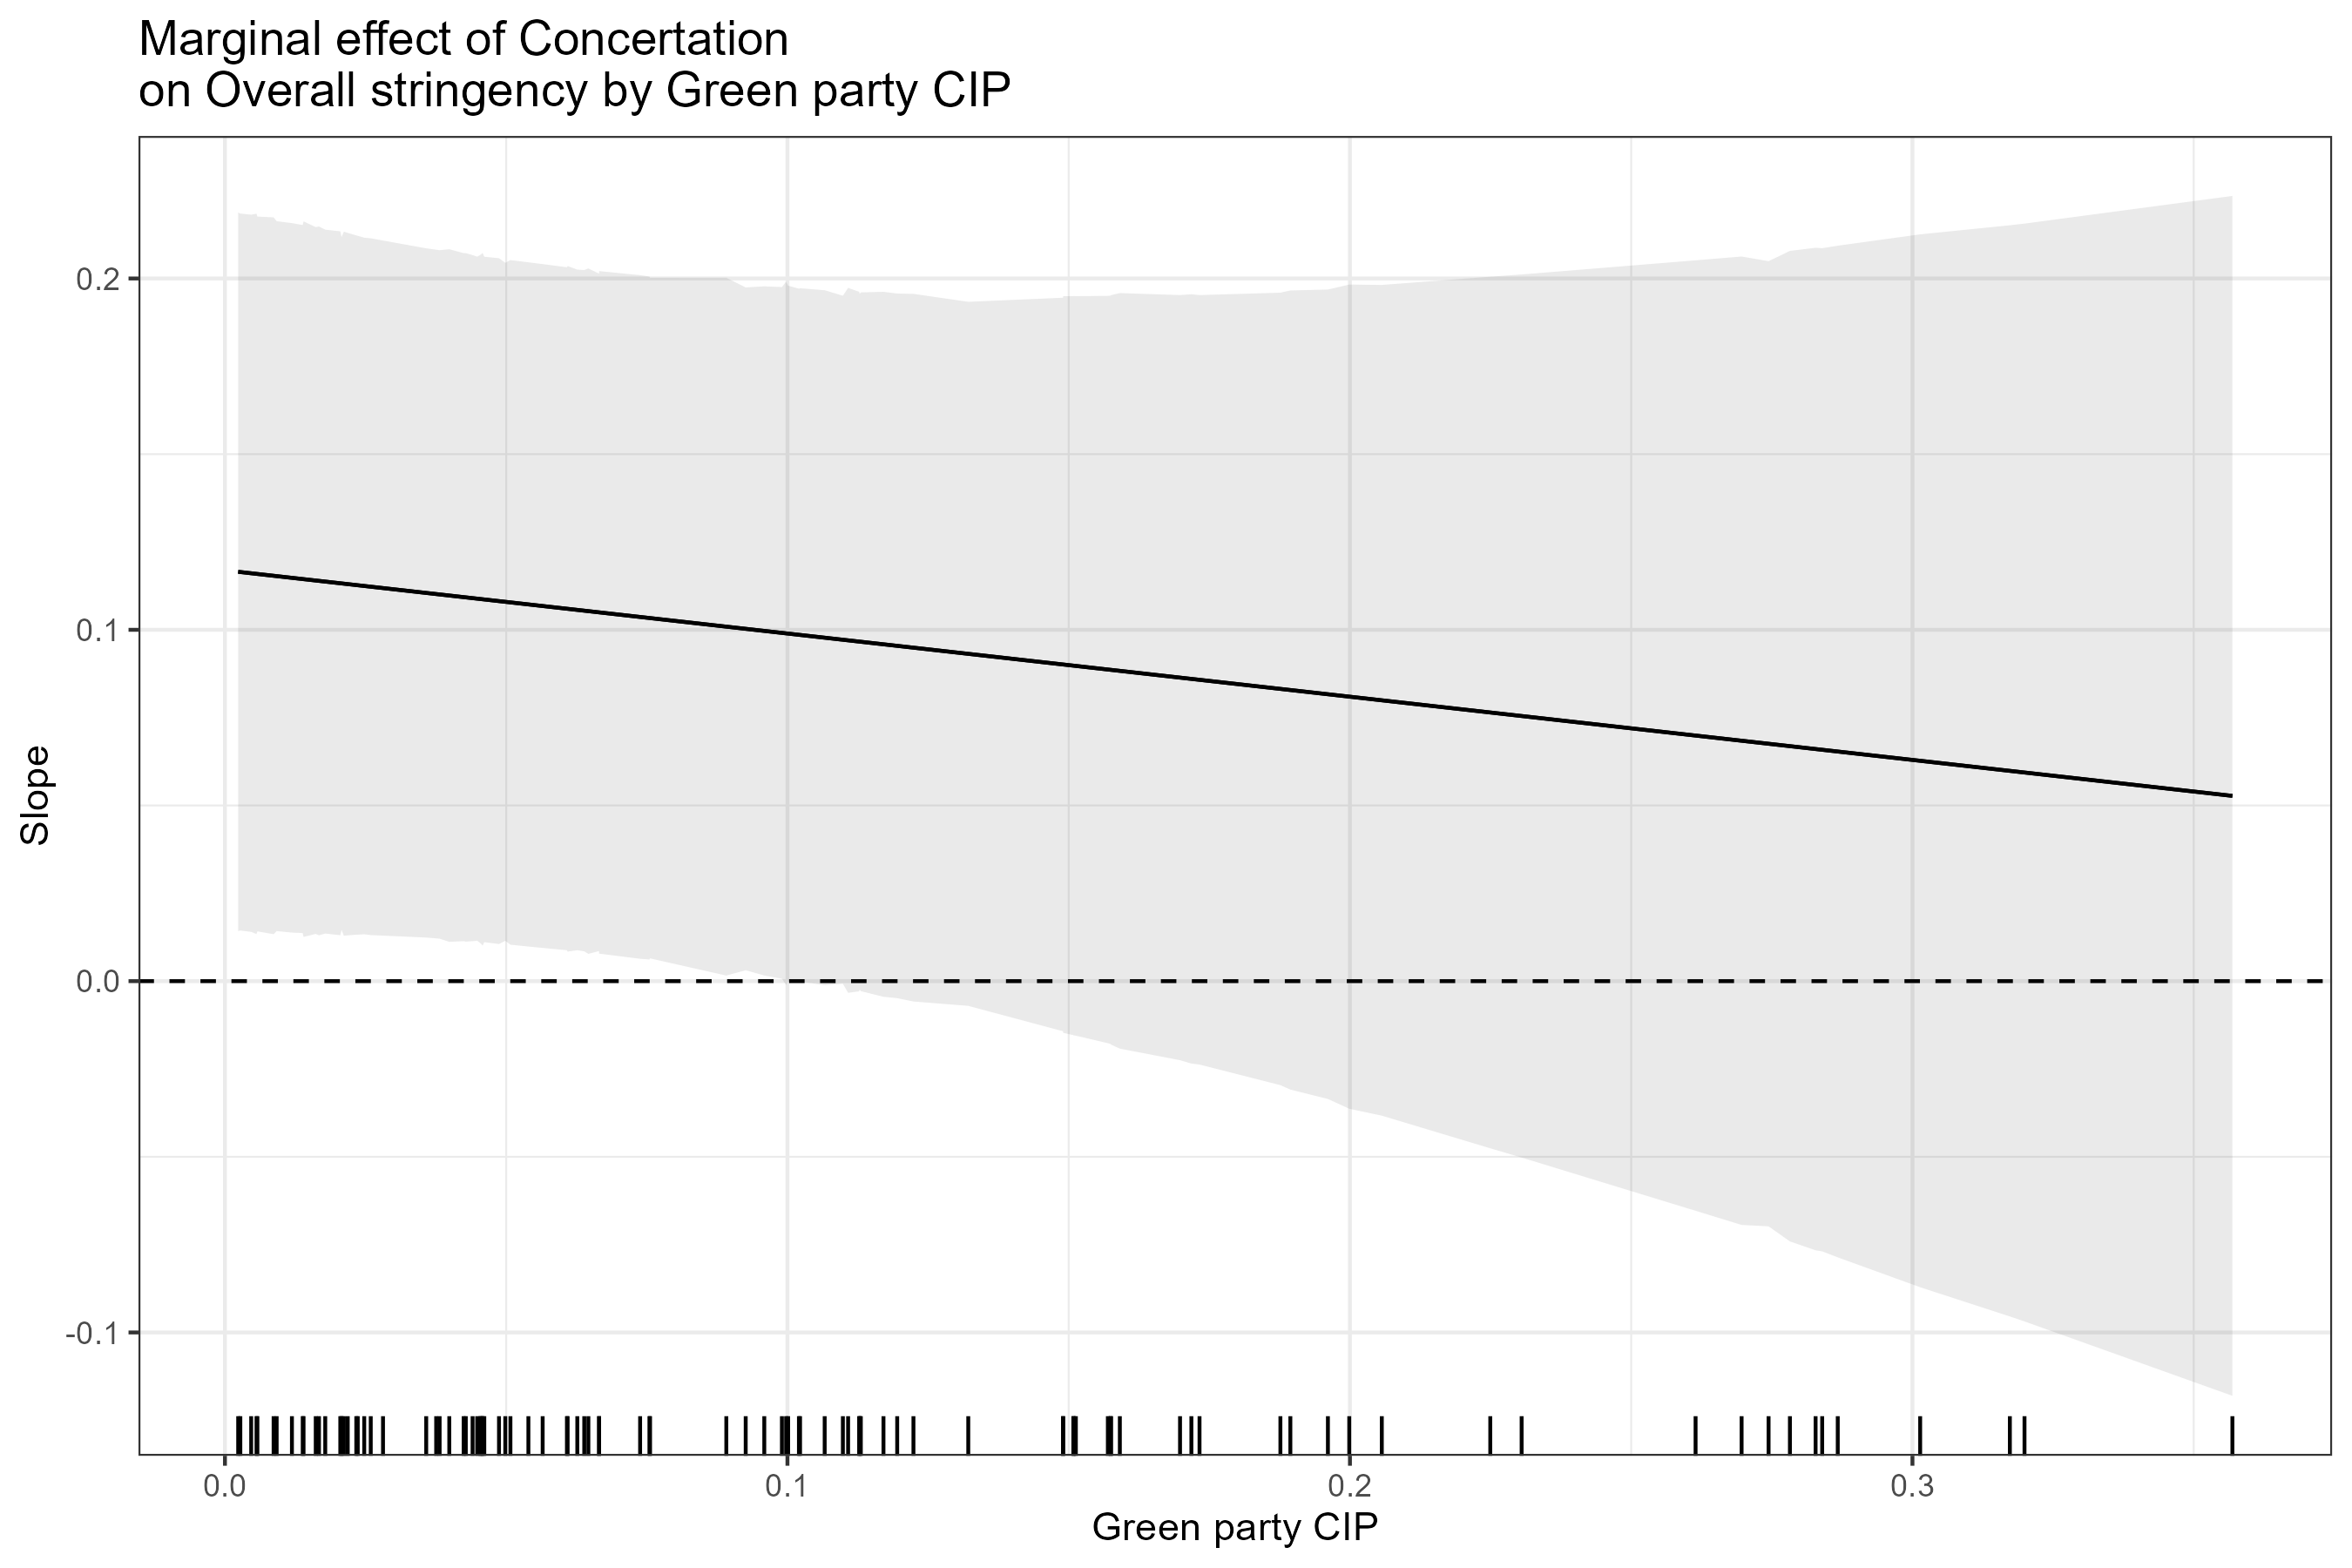 Marginal effect of Concertation
on Overall stringency by Green party CIP
Slope
0.2
0.1
0.0
-0.1
0.0
0.1
0.2
0.3
Green party CIP